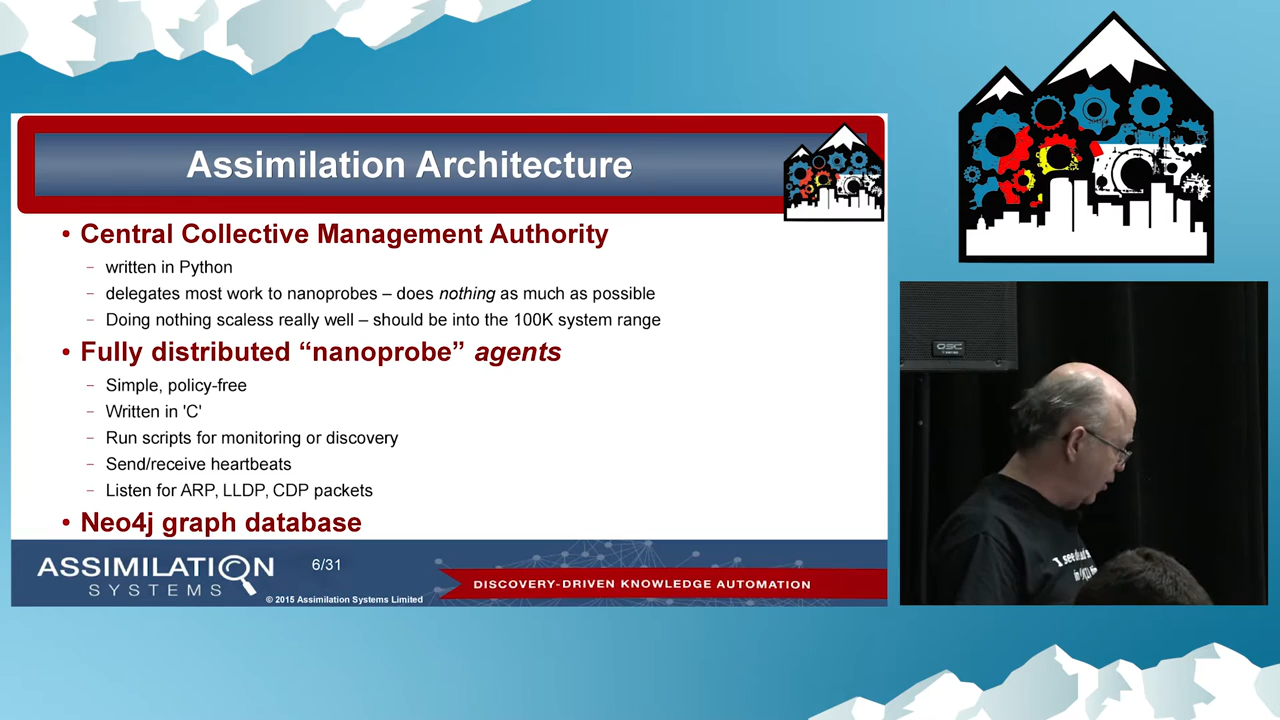 Assimilation Architecture
• Central Collective Management Authority
– written in Python
– delegates most work to nanoprobes – does nothing as much as possible
– Doing nothing scaless really well – should be into the 100K system range
• Fully distributed “nanoprobe” agents
– Simple, policy-free
– Written in 'C'
– Run scripts for monitoring or discovery
– Send/receive heartbeats
– Listen for ARP, LLDP, CDP packets
• Neo4j graph database
ASSIMILATION
SYSTEMS
6/31
© 2015 Assimilation Systems Limited
DISCOVERY-DRIVEN KNOWLEDGE AUTOMATION
QSC
"I see
in